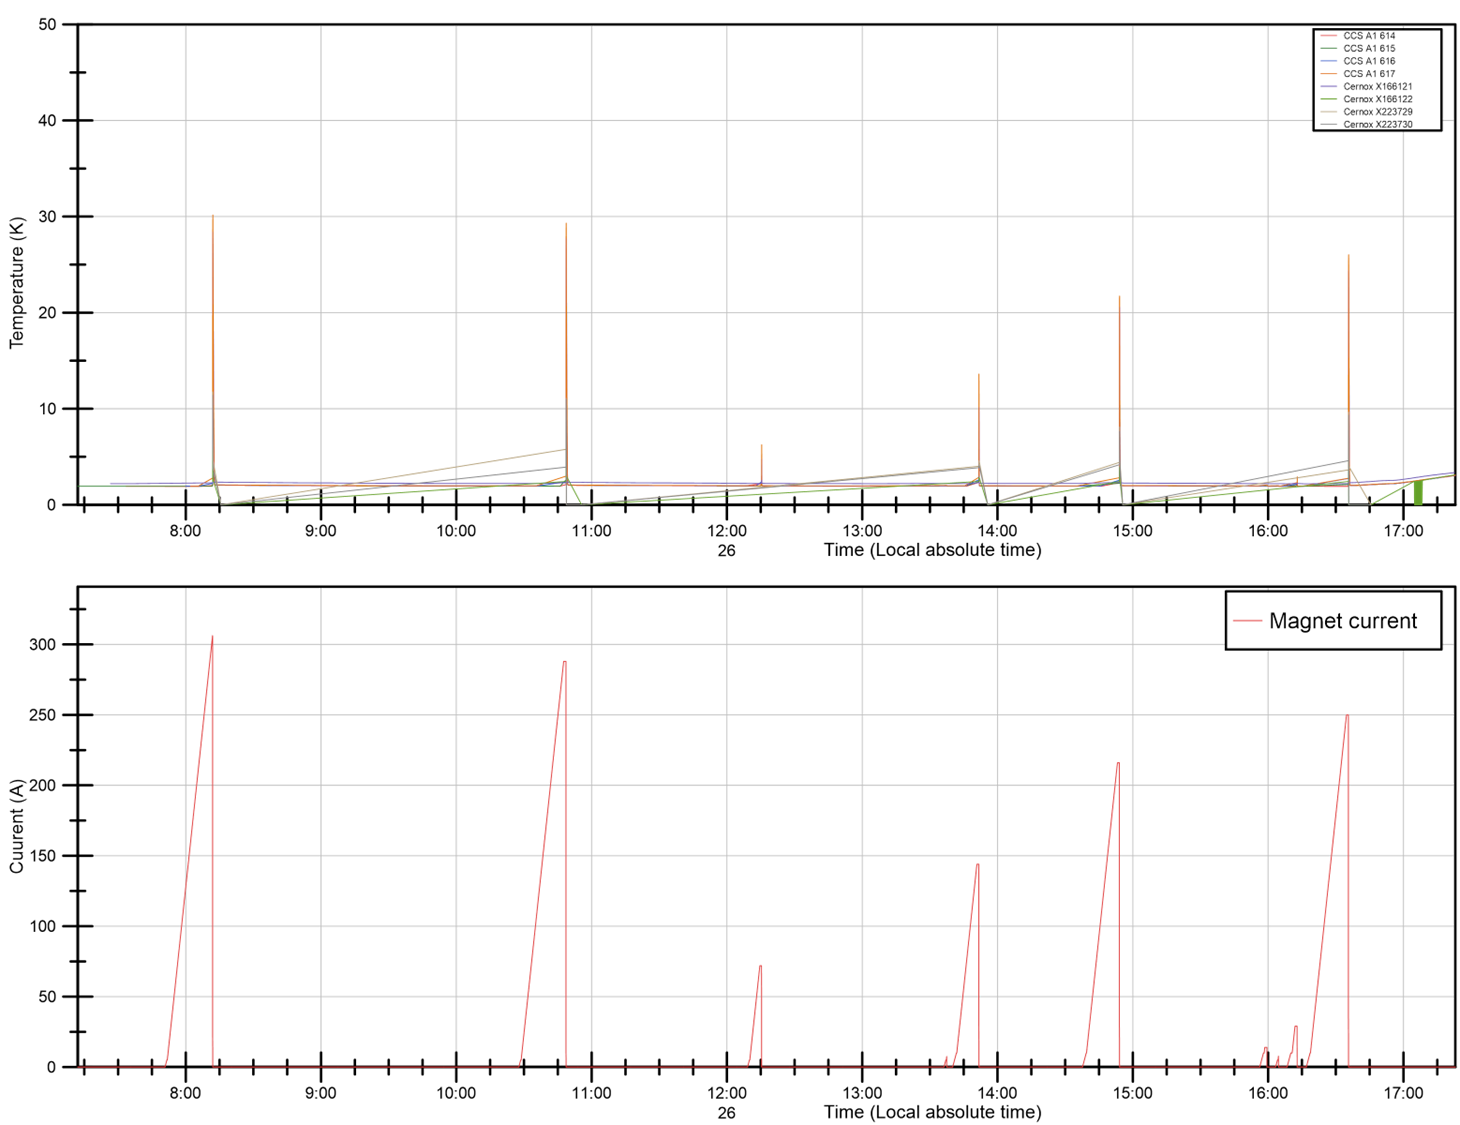 50
40
30
20
10
0
Temperature (K)
CCS A1 614
CCS A1 615
CCS A1 616
CCS A1 617
Cernox X166121
Cernox X166122
Cernox X223729
Cernox X223730
8:00 9:00 10:00 11:00 12:00 13:00 14:00 15:00 16:00 17:00
26 Time (Local absolute time)
300
250
200
150
100
50
0
Cuurent (A)
Magnet current
8:00 9:00 10:00 11:00 12:00 13:00 14:00 15:00 16:00 17:00
26 Time (Local absolute time)